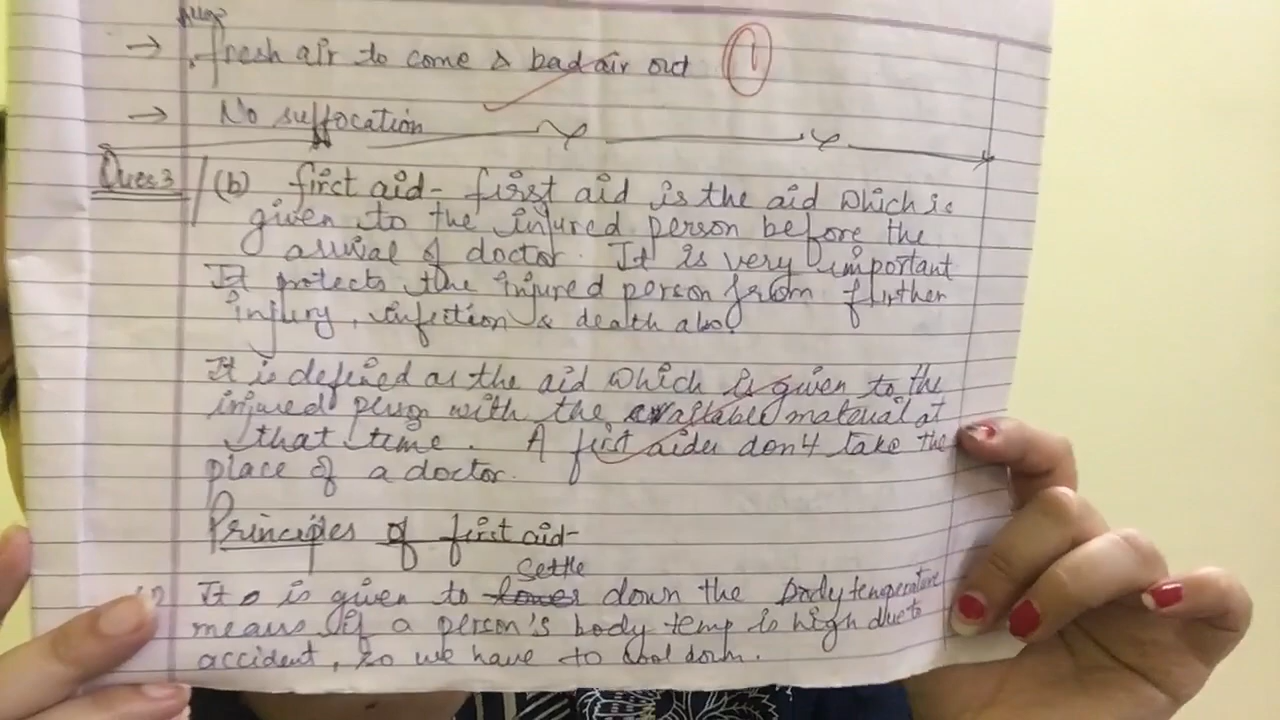 → fresh air to come & bad air out 1
→ No suffocation
Ques 3 (b) first aid- first aid is the aid which is
given to the injured person before the
arrival of doctor. It is very important
It protects the injured person from further
injury, infection & death also
It is defined as the aid which is given to the
injured person with the available material at
that time. A first aider don't take the
place of a doctor.
Principles of first aid-
Settle
It is given to lower down the body temperature
means if a person's body temp is high due to
accident, so we have to cool down.